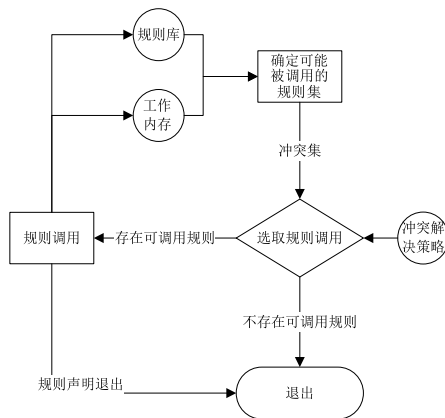 规则库
确定可能
被调用的
规则集
工作
内存
冲突集
规则调用
存在可调用规则
选取规则调用
冲突解
决策略
不存在可调用规则
规则声明退出
退出